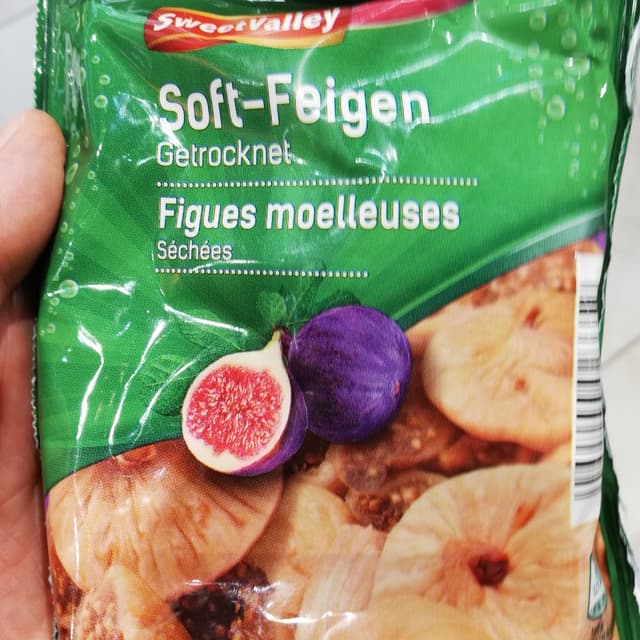 SweetValley
Soft-Feigen
Getrocknet
Figues moelleuses
Séchées